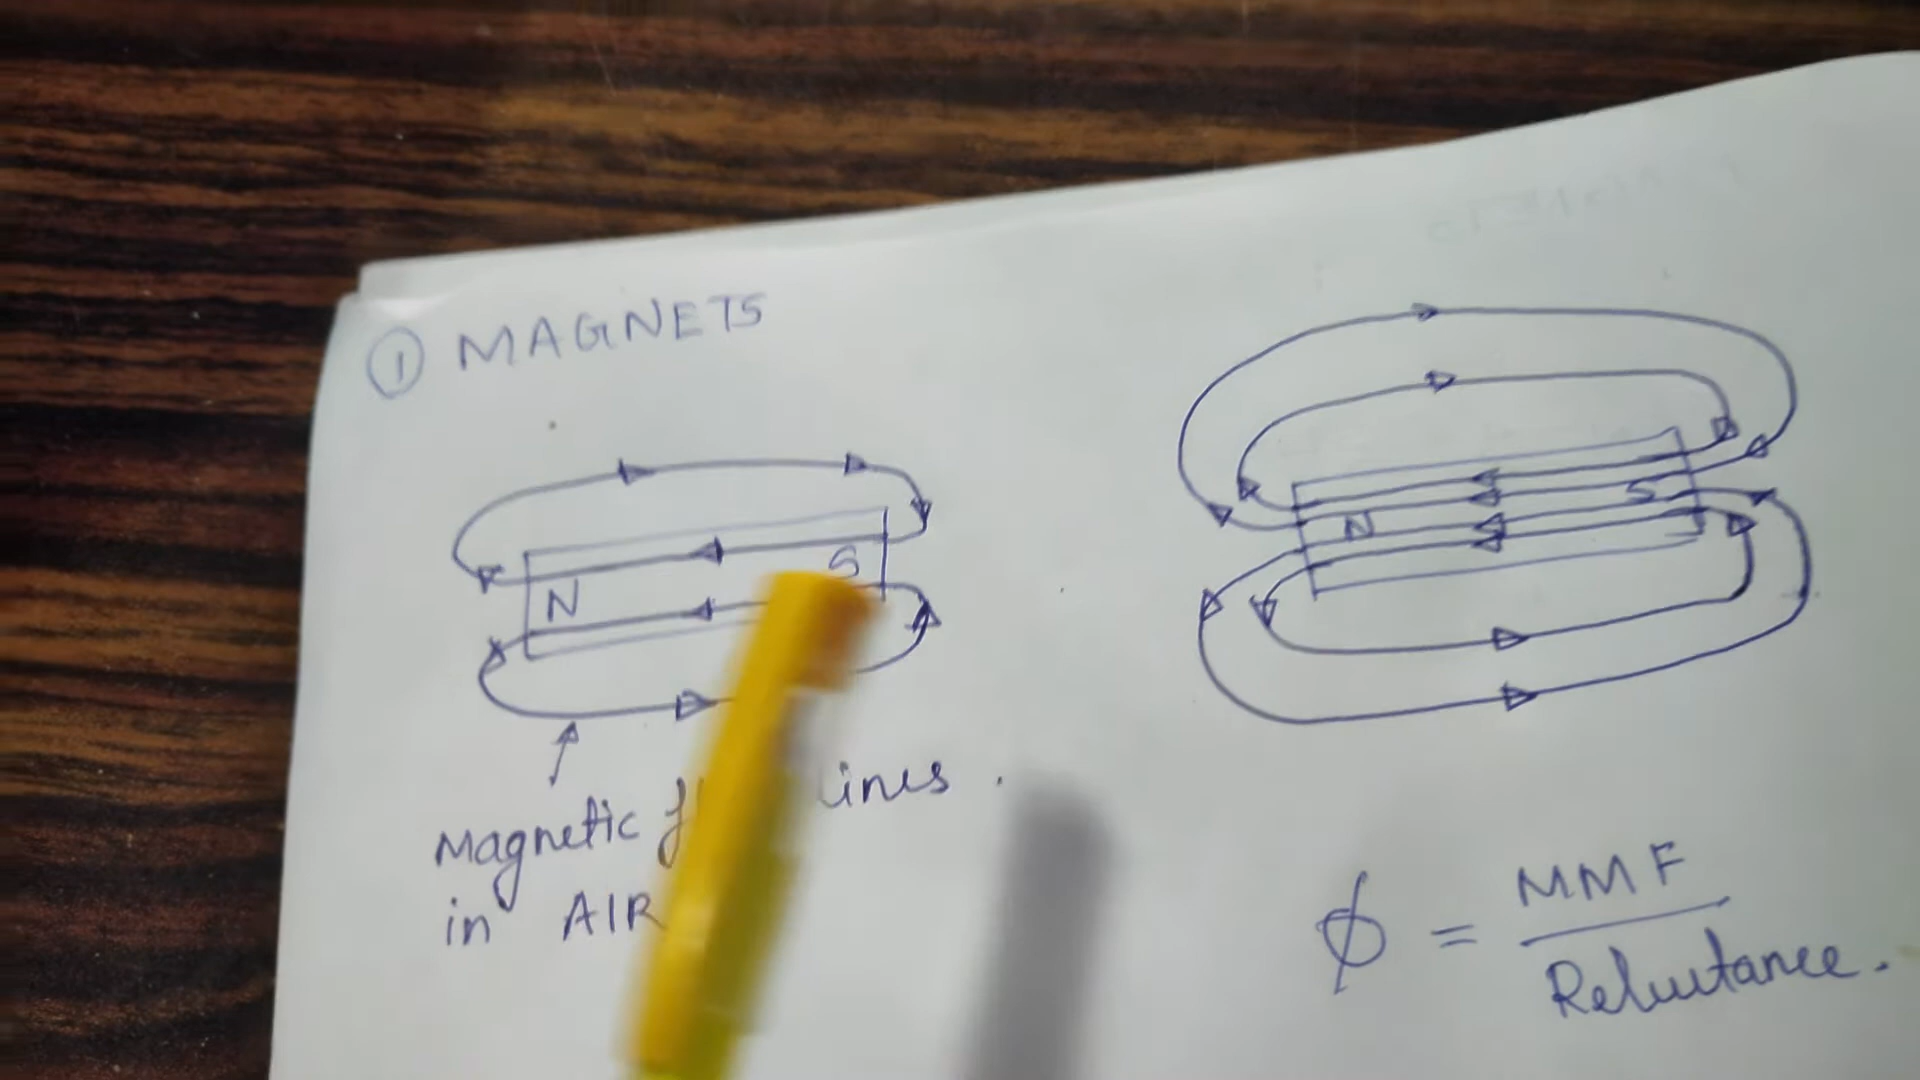 ① MAGNETS
N S
N S
Magnetic lines .
in AIR
ϕ = MMF
Reluctance.